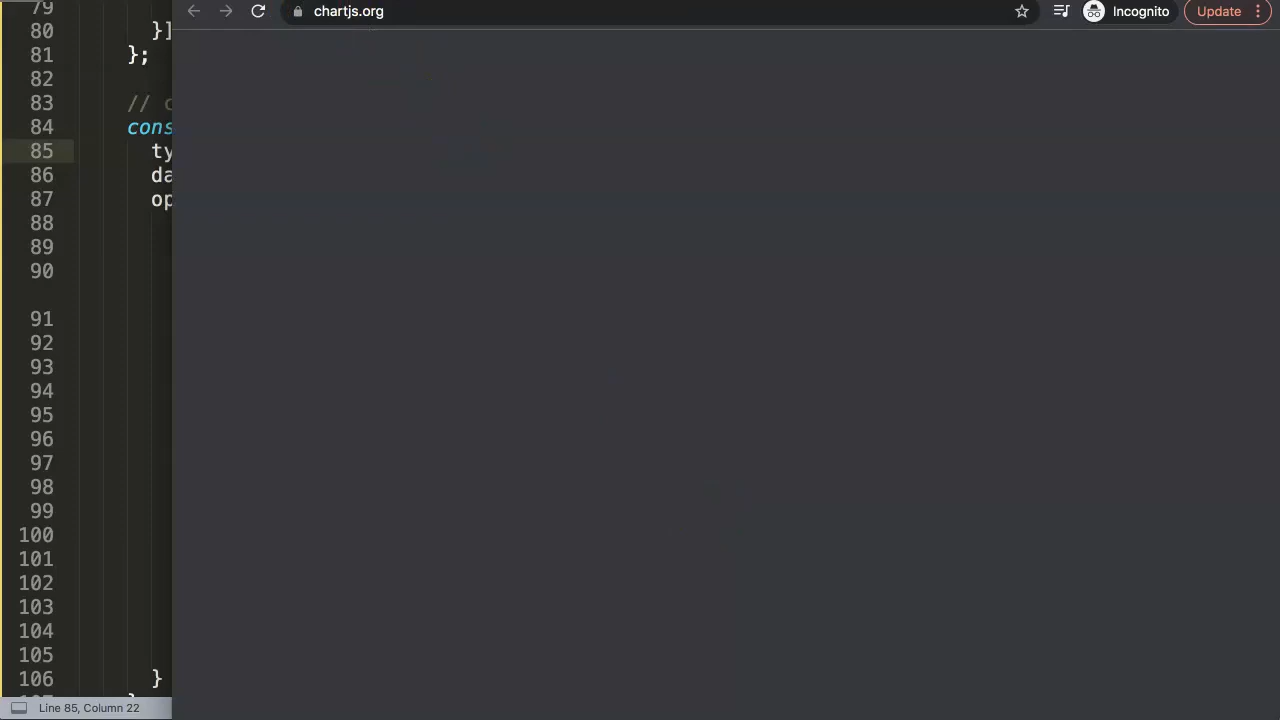 chartjs.org
Incognito
Update
79
80 }]
81 };
82
83 // c
84 cons
85 ty
86 da
87 op
88
89
90
91
92
93
94
95
96
97
98
99
100
101
102
103
104
105
106 }
Line 85, Column 22